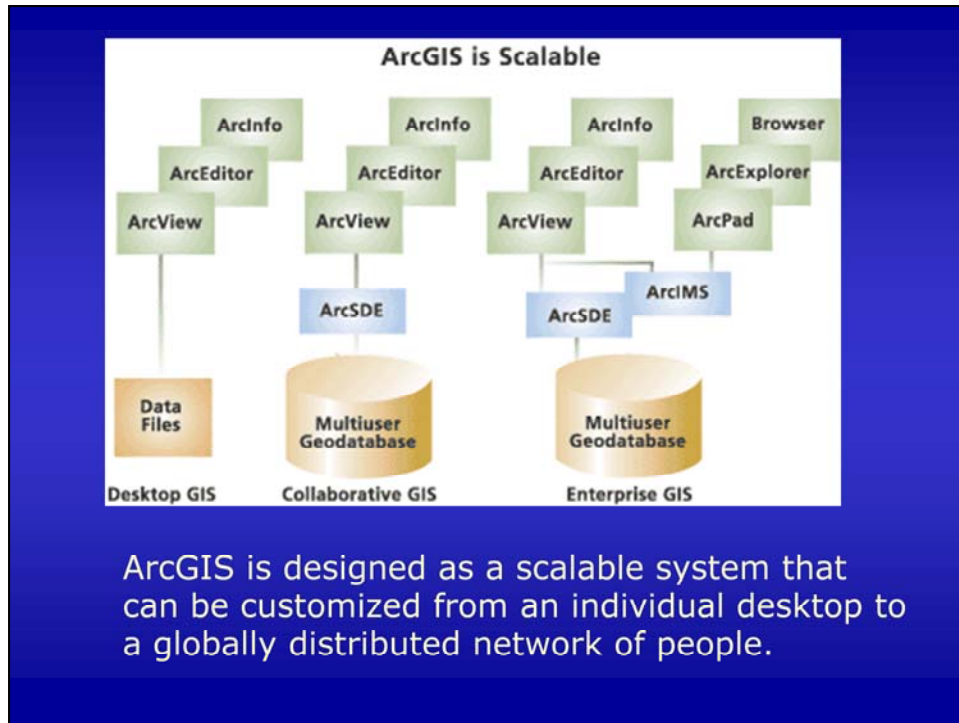 ArcGIS is Scalable
ArcInfo
ArcEditor
ArcView
Data
Files
Desktop GIS
ArcInfo
ArcEditor
ArcView
ArcSDE
Multiuser
Geodatabase
Collaborative GIS
ArcInfo
ArcEditor
ArcView
Browser
ArcExplorer
ArcPad
ArcIMS
ArcSDE
Multiuser
Geodatabase
Enterprise GIS
ArcGIS is designed as a scalable system that
can be customized from an individual desktop to
a globally distributed network of people.